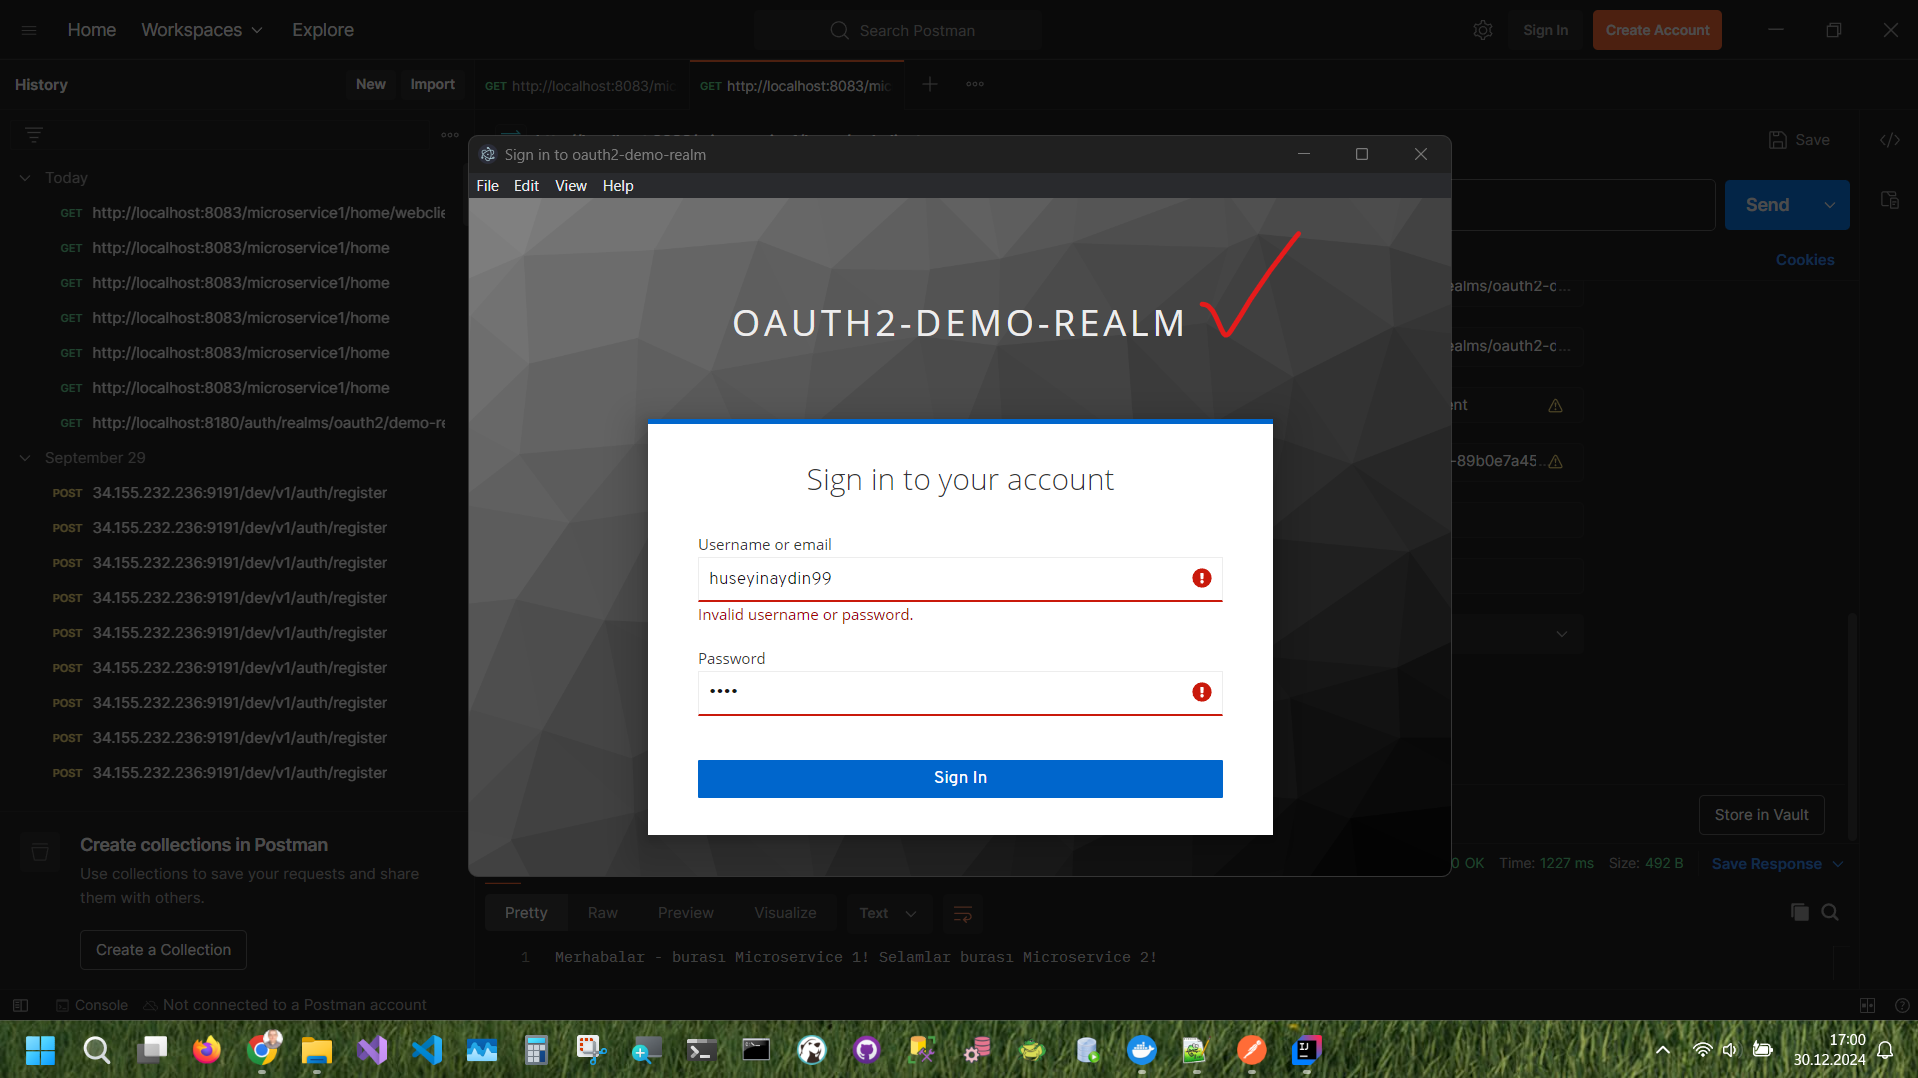 Home Workspaces Explore
Search Postman
Sign In Create Account
History New Import
GET http://localhost:8083/mic
GET http://localhost:8083/mic
Save
Today
GET http://localhost:8083/microservice1/home/webclie
GET http://localhost:8083/microservice1/home
GET http://localhost:8083/microservice1/home
GET http://localhost:8083/microservice1/home
GET http://localhost:8083/microservice1/home
GET http://localhost:8083/microservice1/home
GET http://localhost:8180/auth/realms/oauth2/demo-re
September 29
POST 34.155.232.236:9191/dev/v1/auth/register
POST 34.155.232.236:9191/dev/v1/auth/register
POST 34.155.232.236:9191/dev/v1/auth/register
POST 34.155.232.236:9191/dev/v1/auth/register
POST 34.155.232.236:9191/dev/v1/auth/register
POST 34.155.232.236:9191/dev/v1/auth/register
POST 34.155.232.236:9191/dev/v1/auth/register
POST 34.155.232.236:9191/dev/v1/auth/register
POST 34.155.232.236:9191/dev/v1/auth/register
Create collections in Postman
Use collections to save your requests and share
them with others.
Create a Collection
Sign in to oauth2-demo-realm
File Edit View Help
OAUTH2-DEMO-REALM
Sign in to your account
Username or email
huseyinaydin99
Invalid username or password.
Password
••••
Sign In
Send
Cookies
ealms/oauth2-c...
ealms/oauth2-c...
ent
-89b0e7a45...
Store in Vault
0 OK Time: 1227 ms Size: 492 B Save Response
Pretty Raw Preview Visualize Text
1 Merhabalar - burası Microservice 1! Selamlar burası Microservice 2!
Console Not connected to a Postman account
17:00
30.12.2024